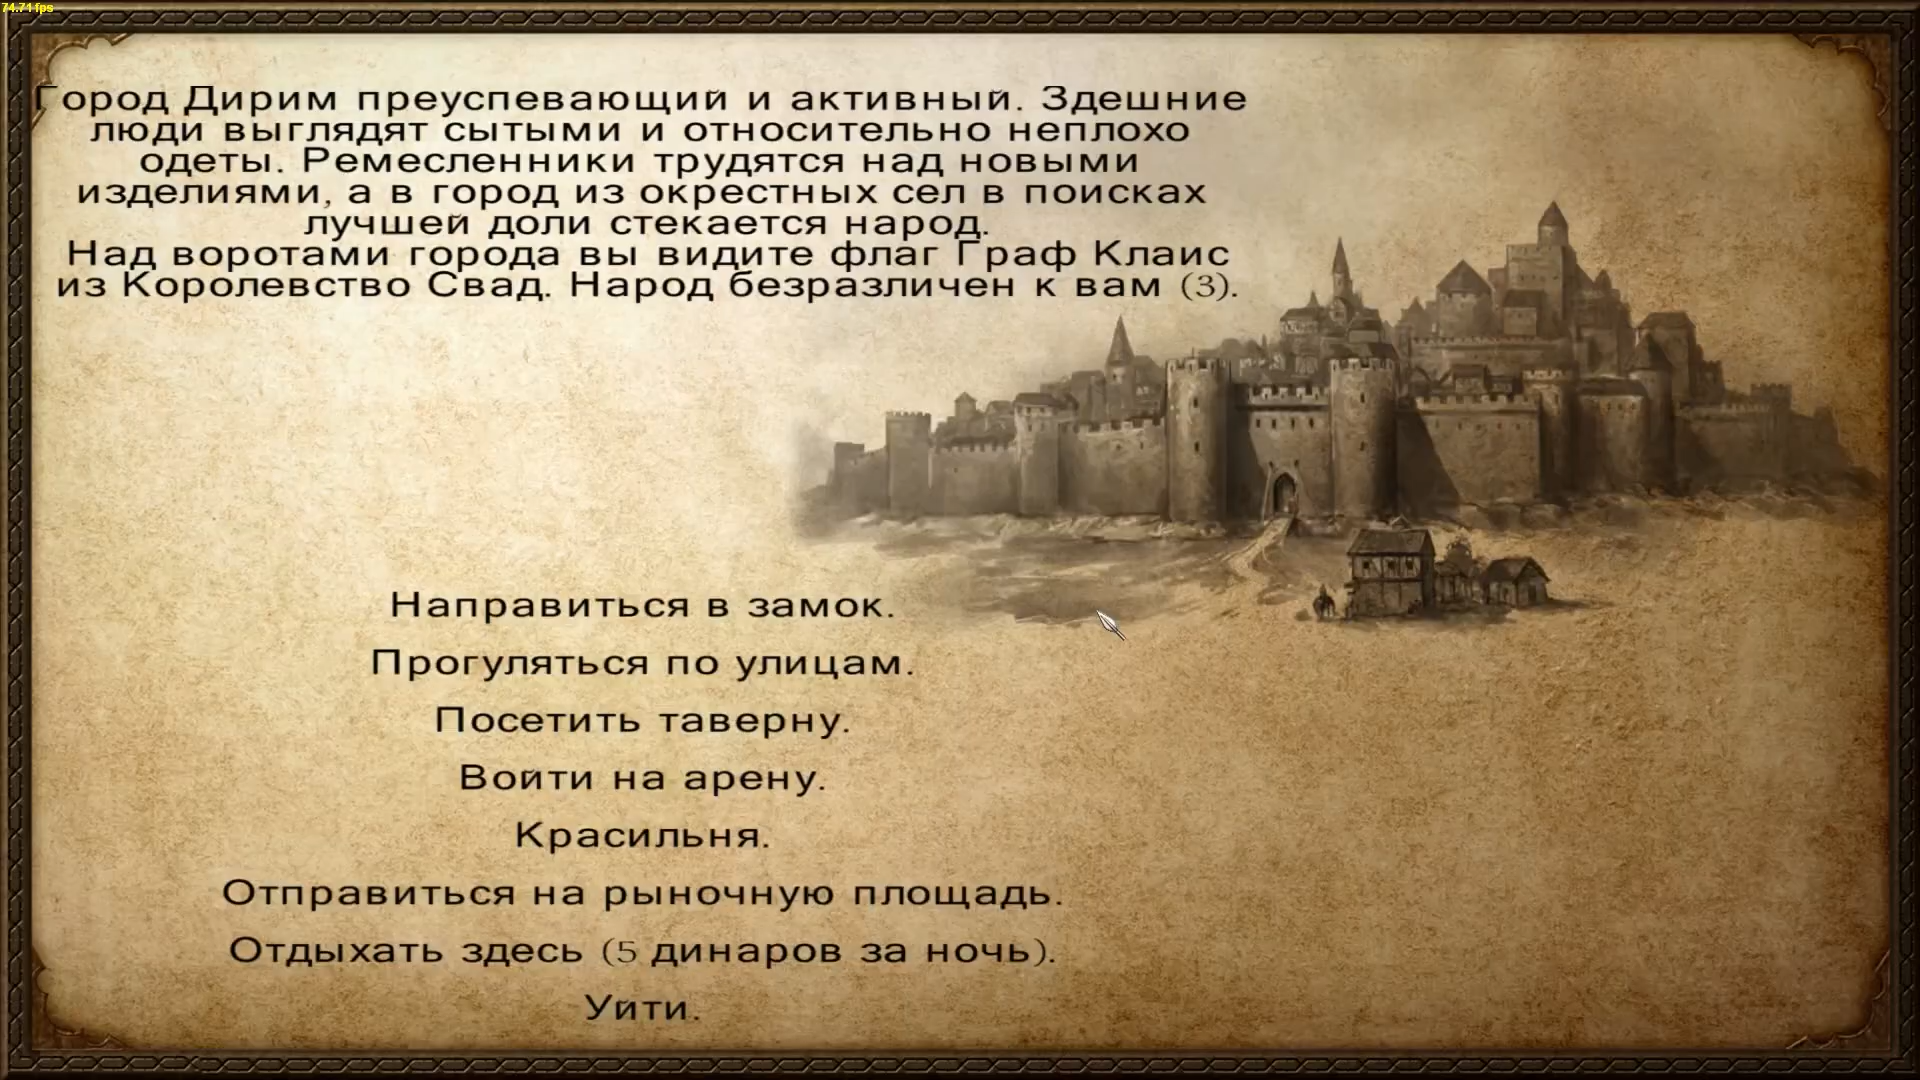 74.71 fps
Город Дирим преуспевающий и активный. Здешние
люди выглядят сытыми и относительно неплохо
одеты. Ремесленники трудятся над новыми
изделиями, а в город из окрестных сел в поисках
лучшей доли стекается народ.
Над воротами города вы видите флаг Граф Клаис
из Королевство Свад. Народ безразличен к вам (3).
Направиться в замок.
Прогуляться по улицам.
Посетить таверну.
Войти на арену.
Красильня.
Отправиться на рыночную площадь.
Отдыхать здесь (5 динаров за ночь).
Уйти.